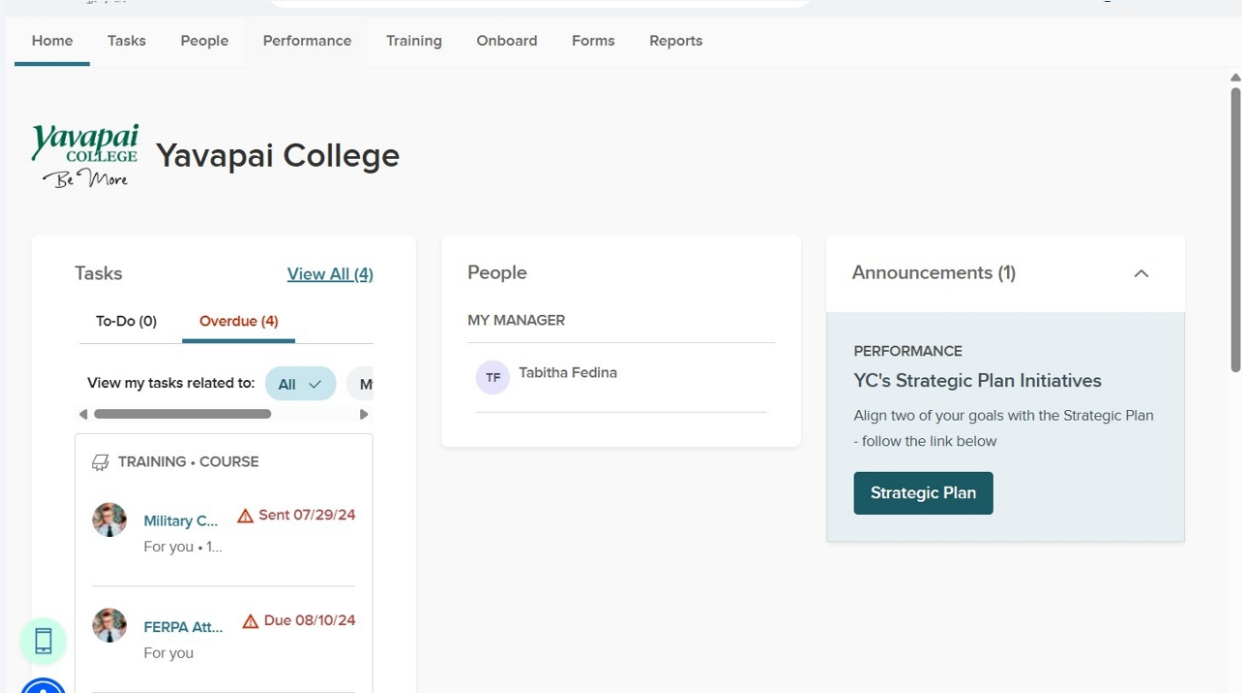 Home Tasks People Performance Training Onboard Forms Reports
Yavapai
COLLEGE
Be More
Yavapai College
Tasks
View All (4)
To-Do (0)
Overdue (4)
View my tasks related to:
All
TRAINING • COURSE
Military C...
Sent 07/29/24
For you • 1...
FERPA Att...
Due 08/10/24
For you
People
MY MANAGER
TF
Tabitha Fedina
Announcements (1)
PERFORMANCE
YC's Strategic Plan Initiatives
Align two of your goals with the Strategic Plan
- follow the link below
Strategic Plan